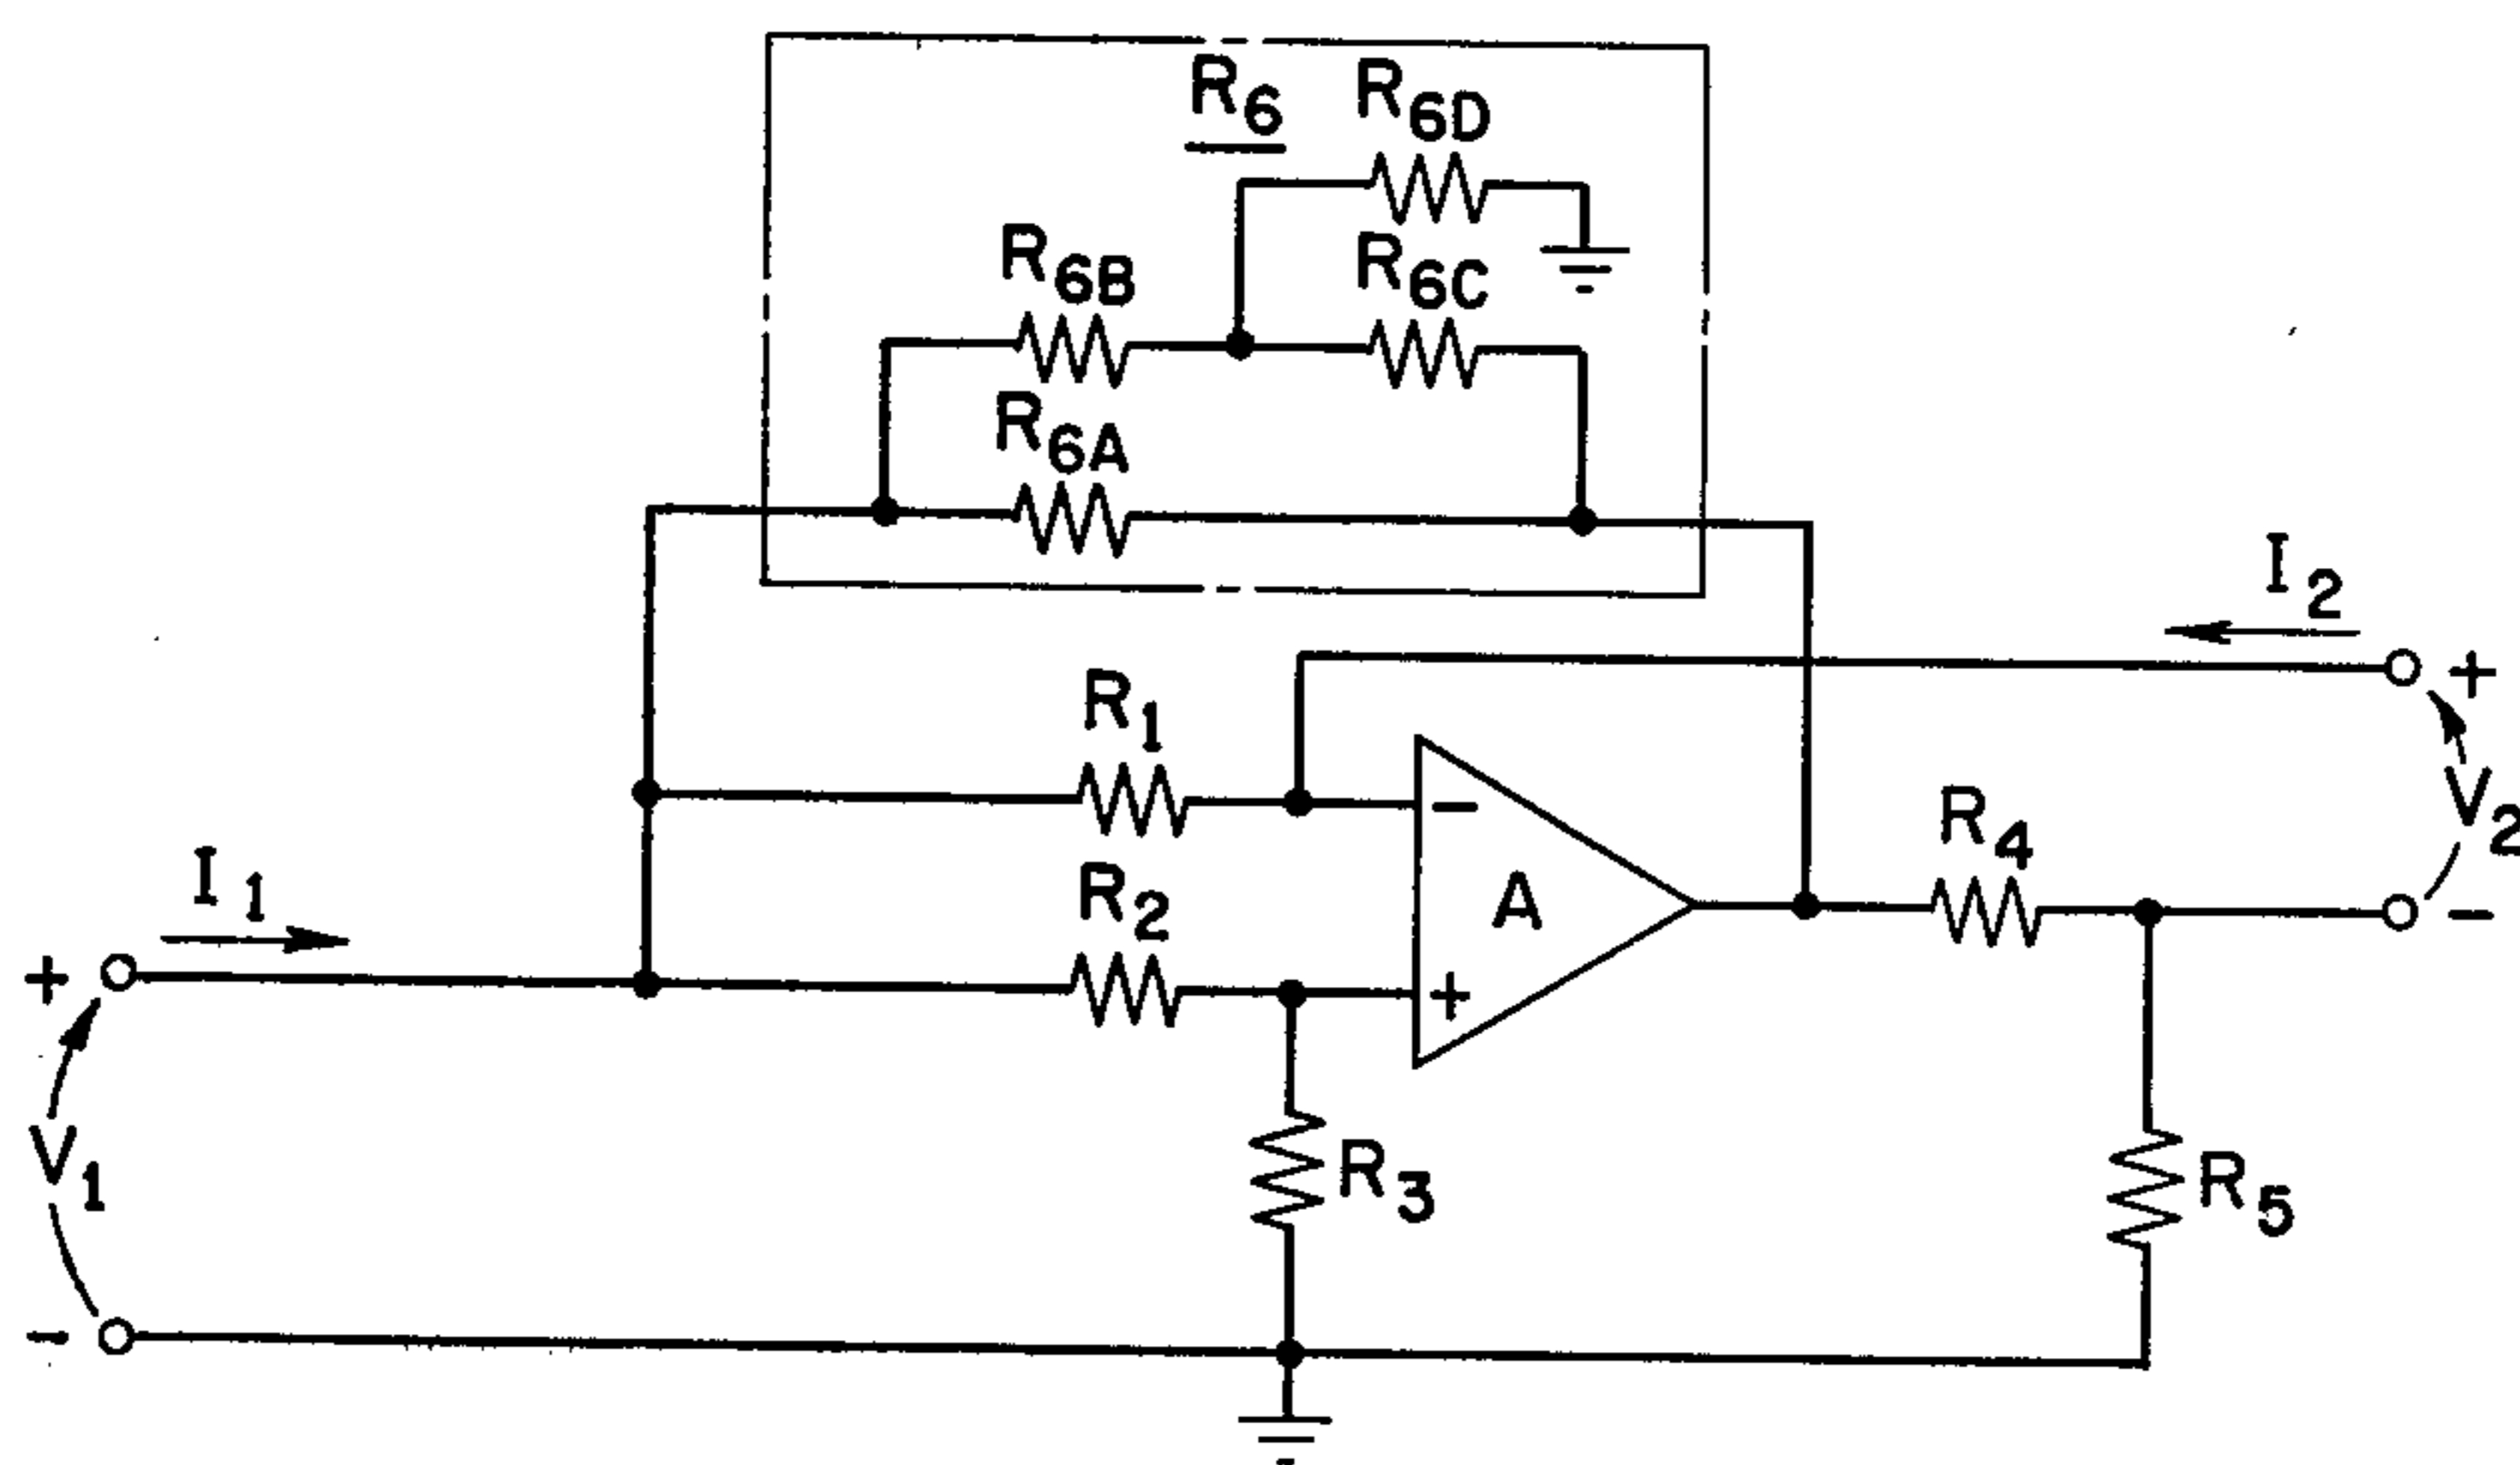 R6
R6D
R6B
R6C
R6A
I2
+
R1
−
V2
R4
I1
R2
A
+
+
−
V1
R3
R5
−